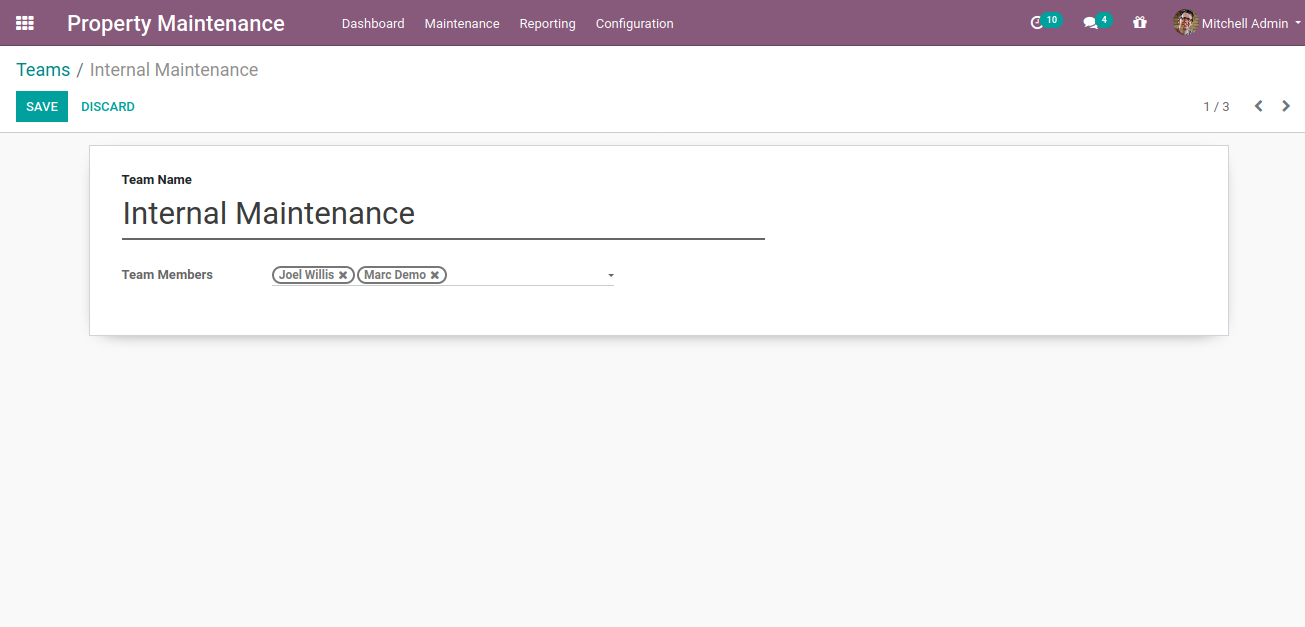 Property Maintenance Dashboard Maintenance Reporting Configuration 10 4 Mitchell Admin
Teams / Internal Maintenance
SAVE DISCARD 1 / 3
Team Name
Internal Maintenance
Team Members Joel Willis Marc Demo